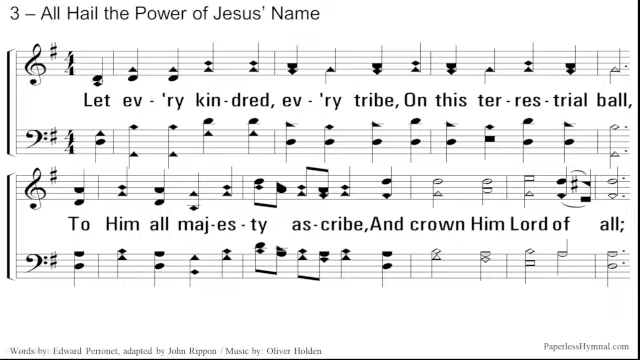 3 – All Hail the Power of Jesus’ Name
Let ev-'ry kin-dred, ev-'ry tribe, On this ter-res-trial ball,
To Him all maj-es-ty as-cribe, And crown Him Lord of all;
Words by: Edward Perronet, adapted by John Rippon / Music by: Oliver Holden
PaperlessHymnal.com